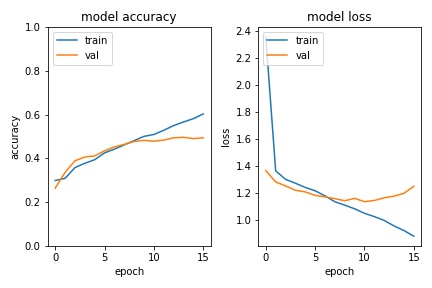 model accuracy
1.0
0.8
0.6
0.4
0.2
0.0
accuracy
train
val
0
5
10
15
epoch
model loss
2.4
2.2
2.0
1.8
1.6
1.4
1.2
1.0
loss
train
val
0
5
10
15
epoch